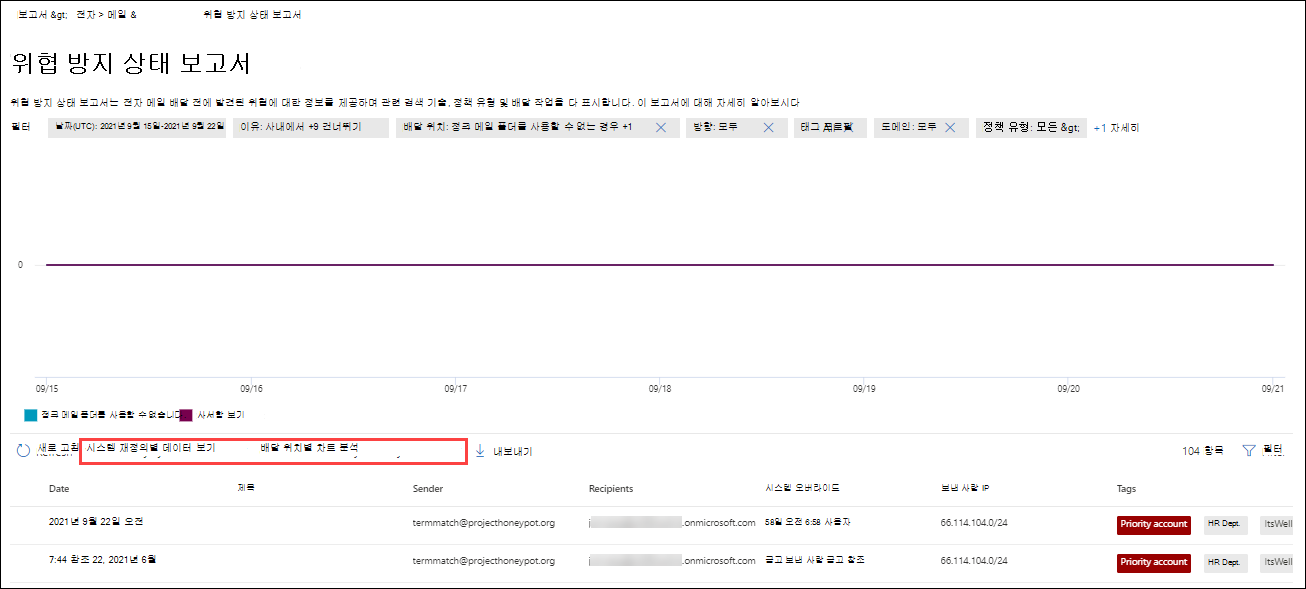 보고서 &gt; 전자 > 메일 & 위협 방지 상태 보고서
위협 방지 상태 보고서
위협 방지 상태 보고서는 전자 메일 배달 전에 발견된 위협에 대한 정보를 제공하며 관련 검색 기술, 정책 유형 및 배달 작업을 다 표시합니다. 이 보고서에 대해 자세히 알아보시다
필터 날짜(UTC): 2021년 9월 15일-2021년 9월 22일 이유: 사내에서 +9 건너뛰기 배달 위치: 정크 메일 폴더를 사용할 수 없는 경우 +1 방향: 모두 태그 도메인: 모두 정책 유형: 모든 &gt; +1 자세히
0
09/15 09/16 09/17 09/18 09/19 09/20 09/21
정크 메일 폴더를 사용할 수 없습니다 사서함 보기
새로 고침 시스템 재정의별 데이터 보기 배달 위치별 차트 분석 내보내기 104 항목 필터
Date 제목 Sender Recipients 시스템 오버라이드 보낸 사람 IP Tags
2021년 9월 22일 오전 termmatch@projecthoneypot.org .onmicrosoft.com 58일 오전 6:58 사용자 66.114.104.0/24 Priority account HR Dept. ItsWell
7:44 참조 22, 2021년 6월 termmatch@projecthoneypot.org .onmicrosoft.com 금고 보낸 사람 금고 참조 66.114.104.0/24 Priority account HR Dept. ItsWell